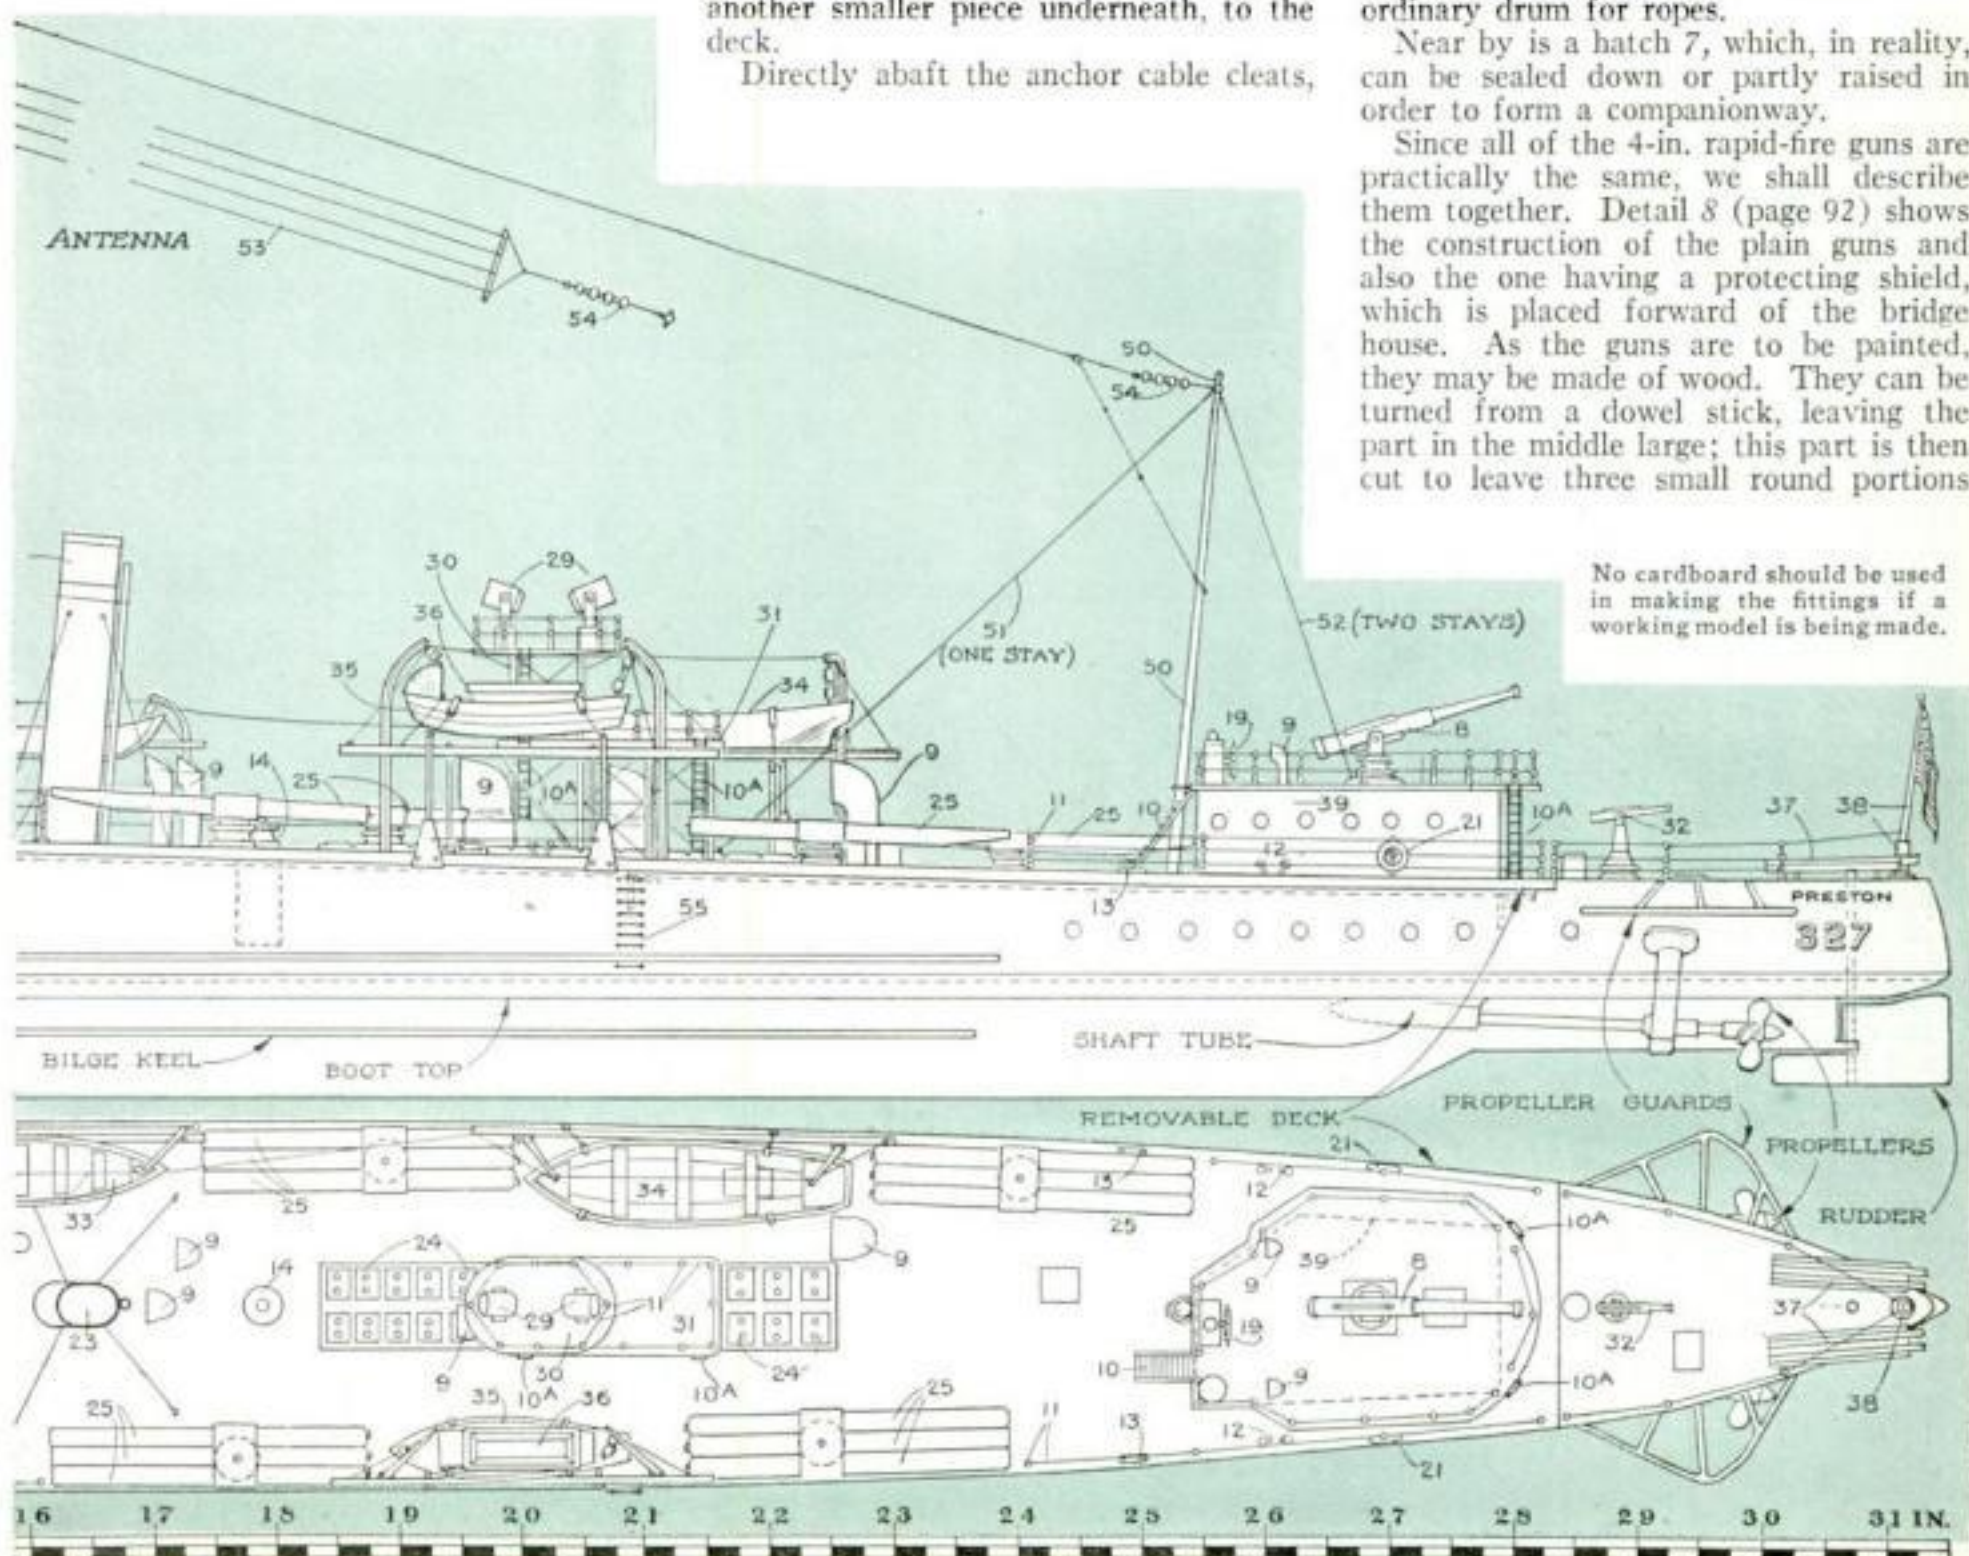 another smaller piece underneath, to the
deck.
Directly abaft the anchor cable cleats,
ordinary drum for ropes.
Near by is a hatch 7, which, in reality,
can be sealed down or partly raised in
order to form a companionway.
Since all of the 4-in. rapid-fire guns are
practically the same, we shall describe
them together. Detail 8 (page 92) shows
the construction of the plain guns and
also the one having a protecting shield,
which is placed forward of the bridge
house. As the guns are to be painted,
they may be made of wood. They can be
turned from a dowel stick, leaving the
part in the middle large; this part is then
cut to leave three small round portions
No cardboard should be used
in making the fittings if a
working model is being made.
ANTENNA
53
54
50
54
30
29
36
31
35
34
51
(ONE STAY)
52 (TWO STAYS)
50
19
9
8
9
14
25
9
10A
10A
9
25
11
25
10
39
12
21
10A
32
37
38
13
55
PRESTON
327
BILGE KEEL
BOOT TOP
SHAFT TUBE
REMOVABLE DECK
PROPELLER GUARDS
PROPELLERS
RUDDER
33
25
34
25
13
12
21
10A
24
9
9
14
9
39
8
9
23
29
11
31
19
32
37
9
30
24
10
9
10A
10A
10A
35
36
25
25
11
13
12
21
38
16 17 18 19 20 21 22 23 24 25 26 27 28 29 30 31 IN.